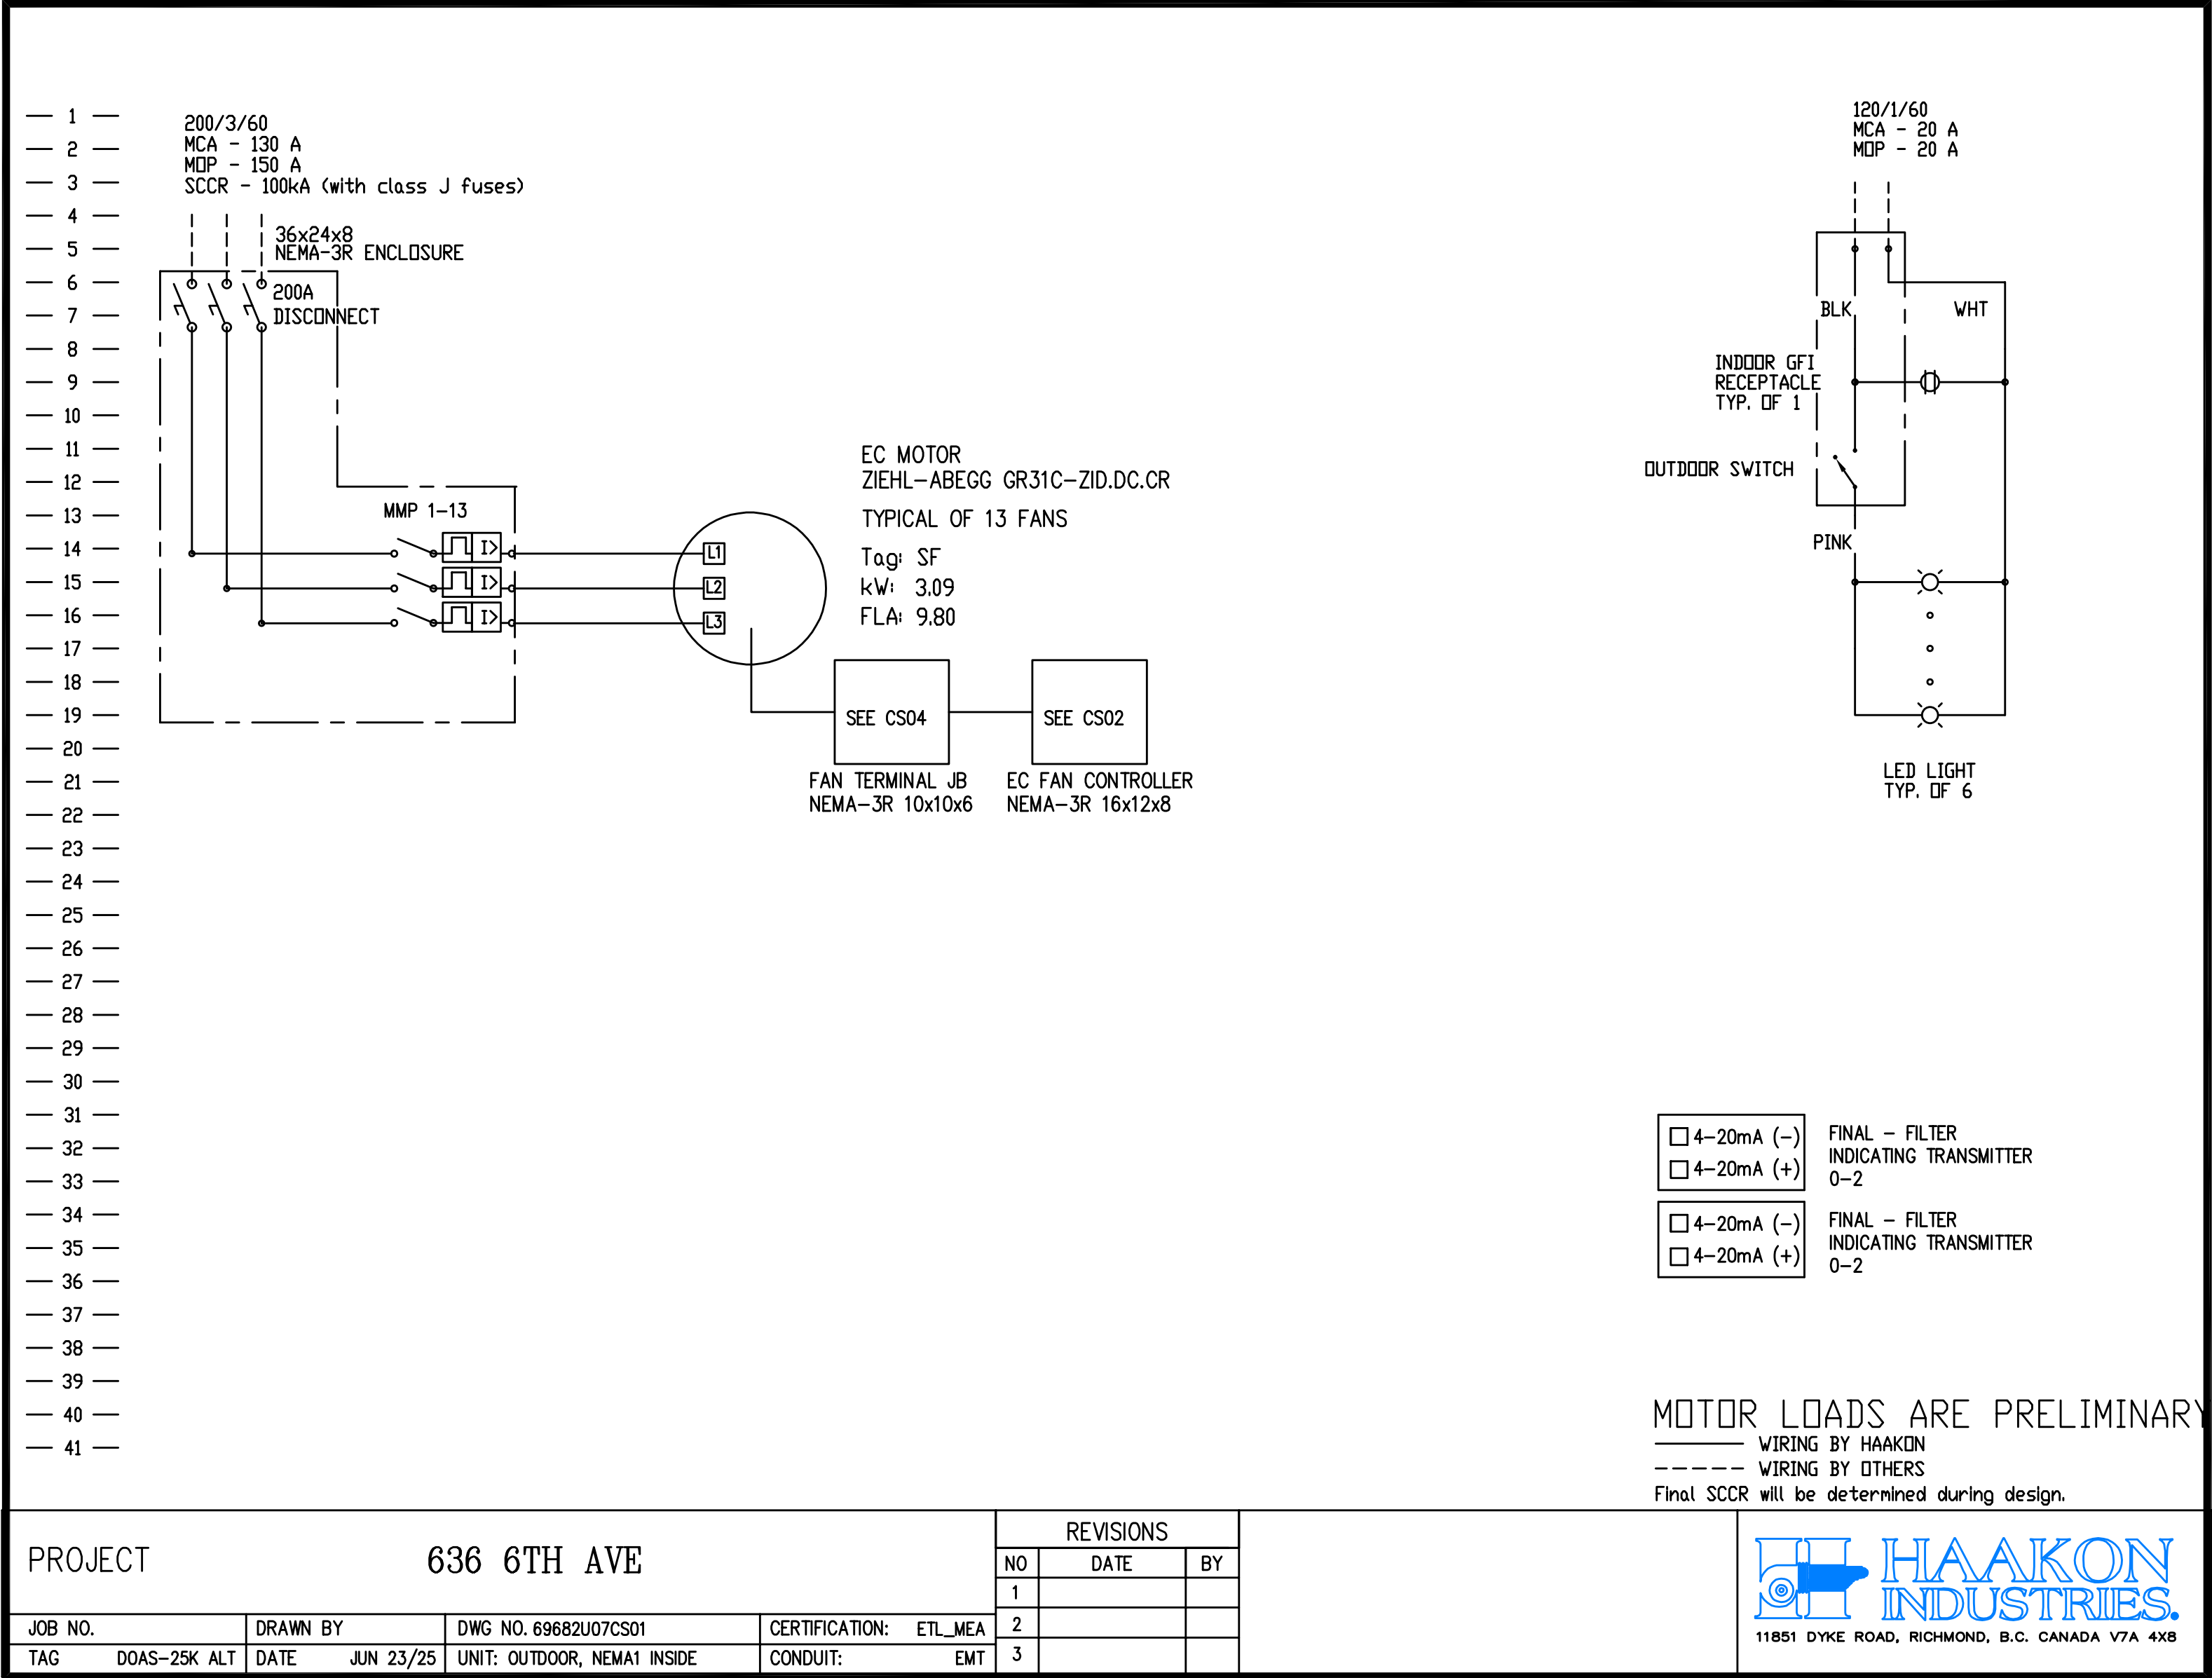 1
2
3
4
5
6
7
8
9
10
11
12
13
14
15
16
17
18
19
20
21
22
23
24
25
26
27
28
29
30
31
32
33
34
35
36
37
38
39
40
41
200/3/60
MCA - 130 A
MOP - 150 A
SCCR - 100kA (with class J fuses)
36x24x8
NEMA-3R ENCLOSURE
200A
DISCONNECT
MMP 1-13
I>
I>
I>
L1
L2
L3
EC MOTOR
ZIEHL-ABEGG GR31C-ZID.DC.CR
TYPICAL OF 13 FANS
Tag: SF
kW: 3.09
FLA: 9.80
SEE CS04
FAN TERMINAL JB
NEMA-3R 10x10x6
SEE CS02
EC FAN CONTROLLER
NEMA-3R 16x12x8
120/1/60
MCA - 20 A
MOP - 20 A
BLK
WHT
INDOOR GFI
RECEPTACLE
TYP. OF 1
OUTDOOR SWITCH
PINK
LED LIGHT
TYP. OF 6
4-20mA (-)
4-20mA (+)
FINAL - FILTER
INDICATING TRANSMITTER
0-2
4-20mA (-)
4-20mA (+)
FINAL - FILTER
INDICATING TRANSMITTER
0-2
MOTOR LOADS ARE PRELIMINARY
WIRING BY HAAKON
WIRING BY OTHERS
Final SCCR will be determined during design.
PROJECT 636 6TH AVE
JOB NO.
DRAWN BY
DWG NO. 69682U07CS01
CERTIFICATION: ETL_MEA
TAG DOAS-25K ALT
DATE JUN 23/25
UNIT: OUTDOOR, NEMA1 INSIDE
CONDUIT: EMT
REVISIONS
NO DATE BY
1
2
3
HAAKON
INDUSTRIES.
11851 DYKE ROAD, RICHMOND, B.C. CANADA V7A 4X8